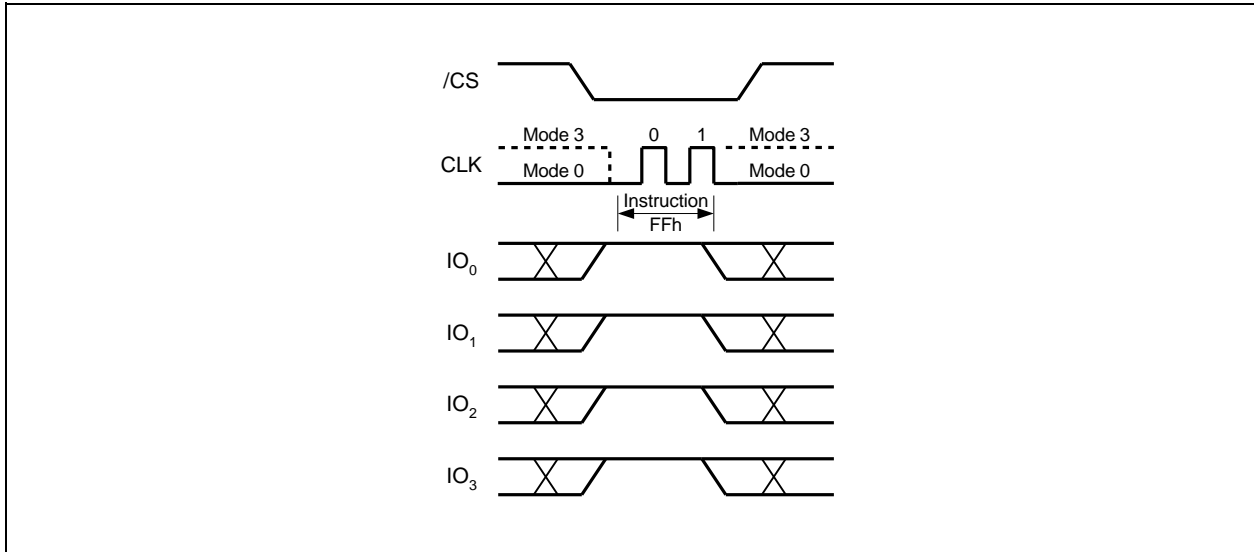 /CS
Mode 3 0 1 Mode 3
CLK
Mode 0 Mode 0
Instruction
FFh
IO0
IO1
IO2
IO3